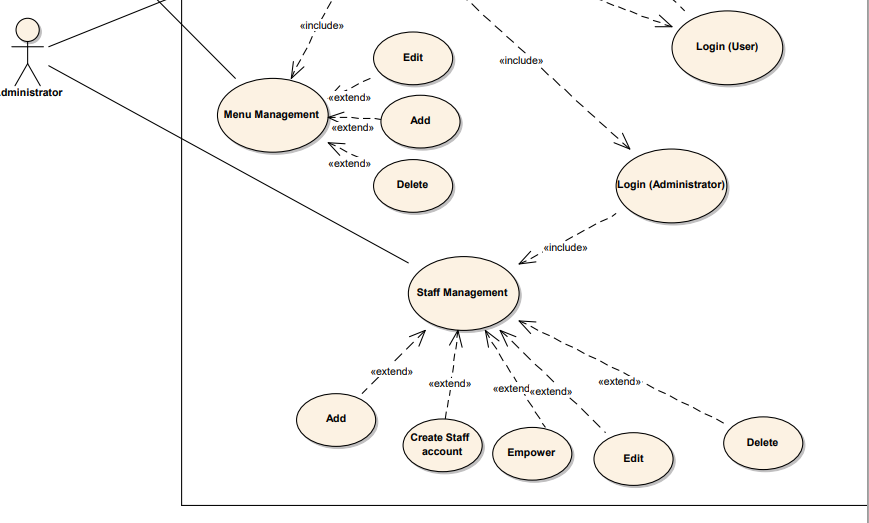 «include»
Login (User)
Edit
«include»
«extend»
dministrator
Menu Management
Add
«extend»
«extend»
Delete
Login (Administrator)
«include»
Staff Management
«extend»
«extend»
«extend
«extend»
«extend»
Add
Create Staff
account
Empower
Edit
Delete